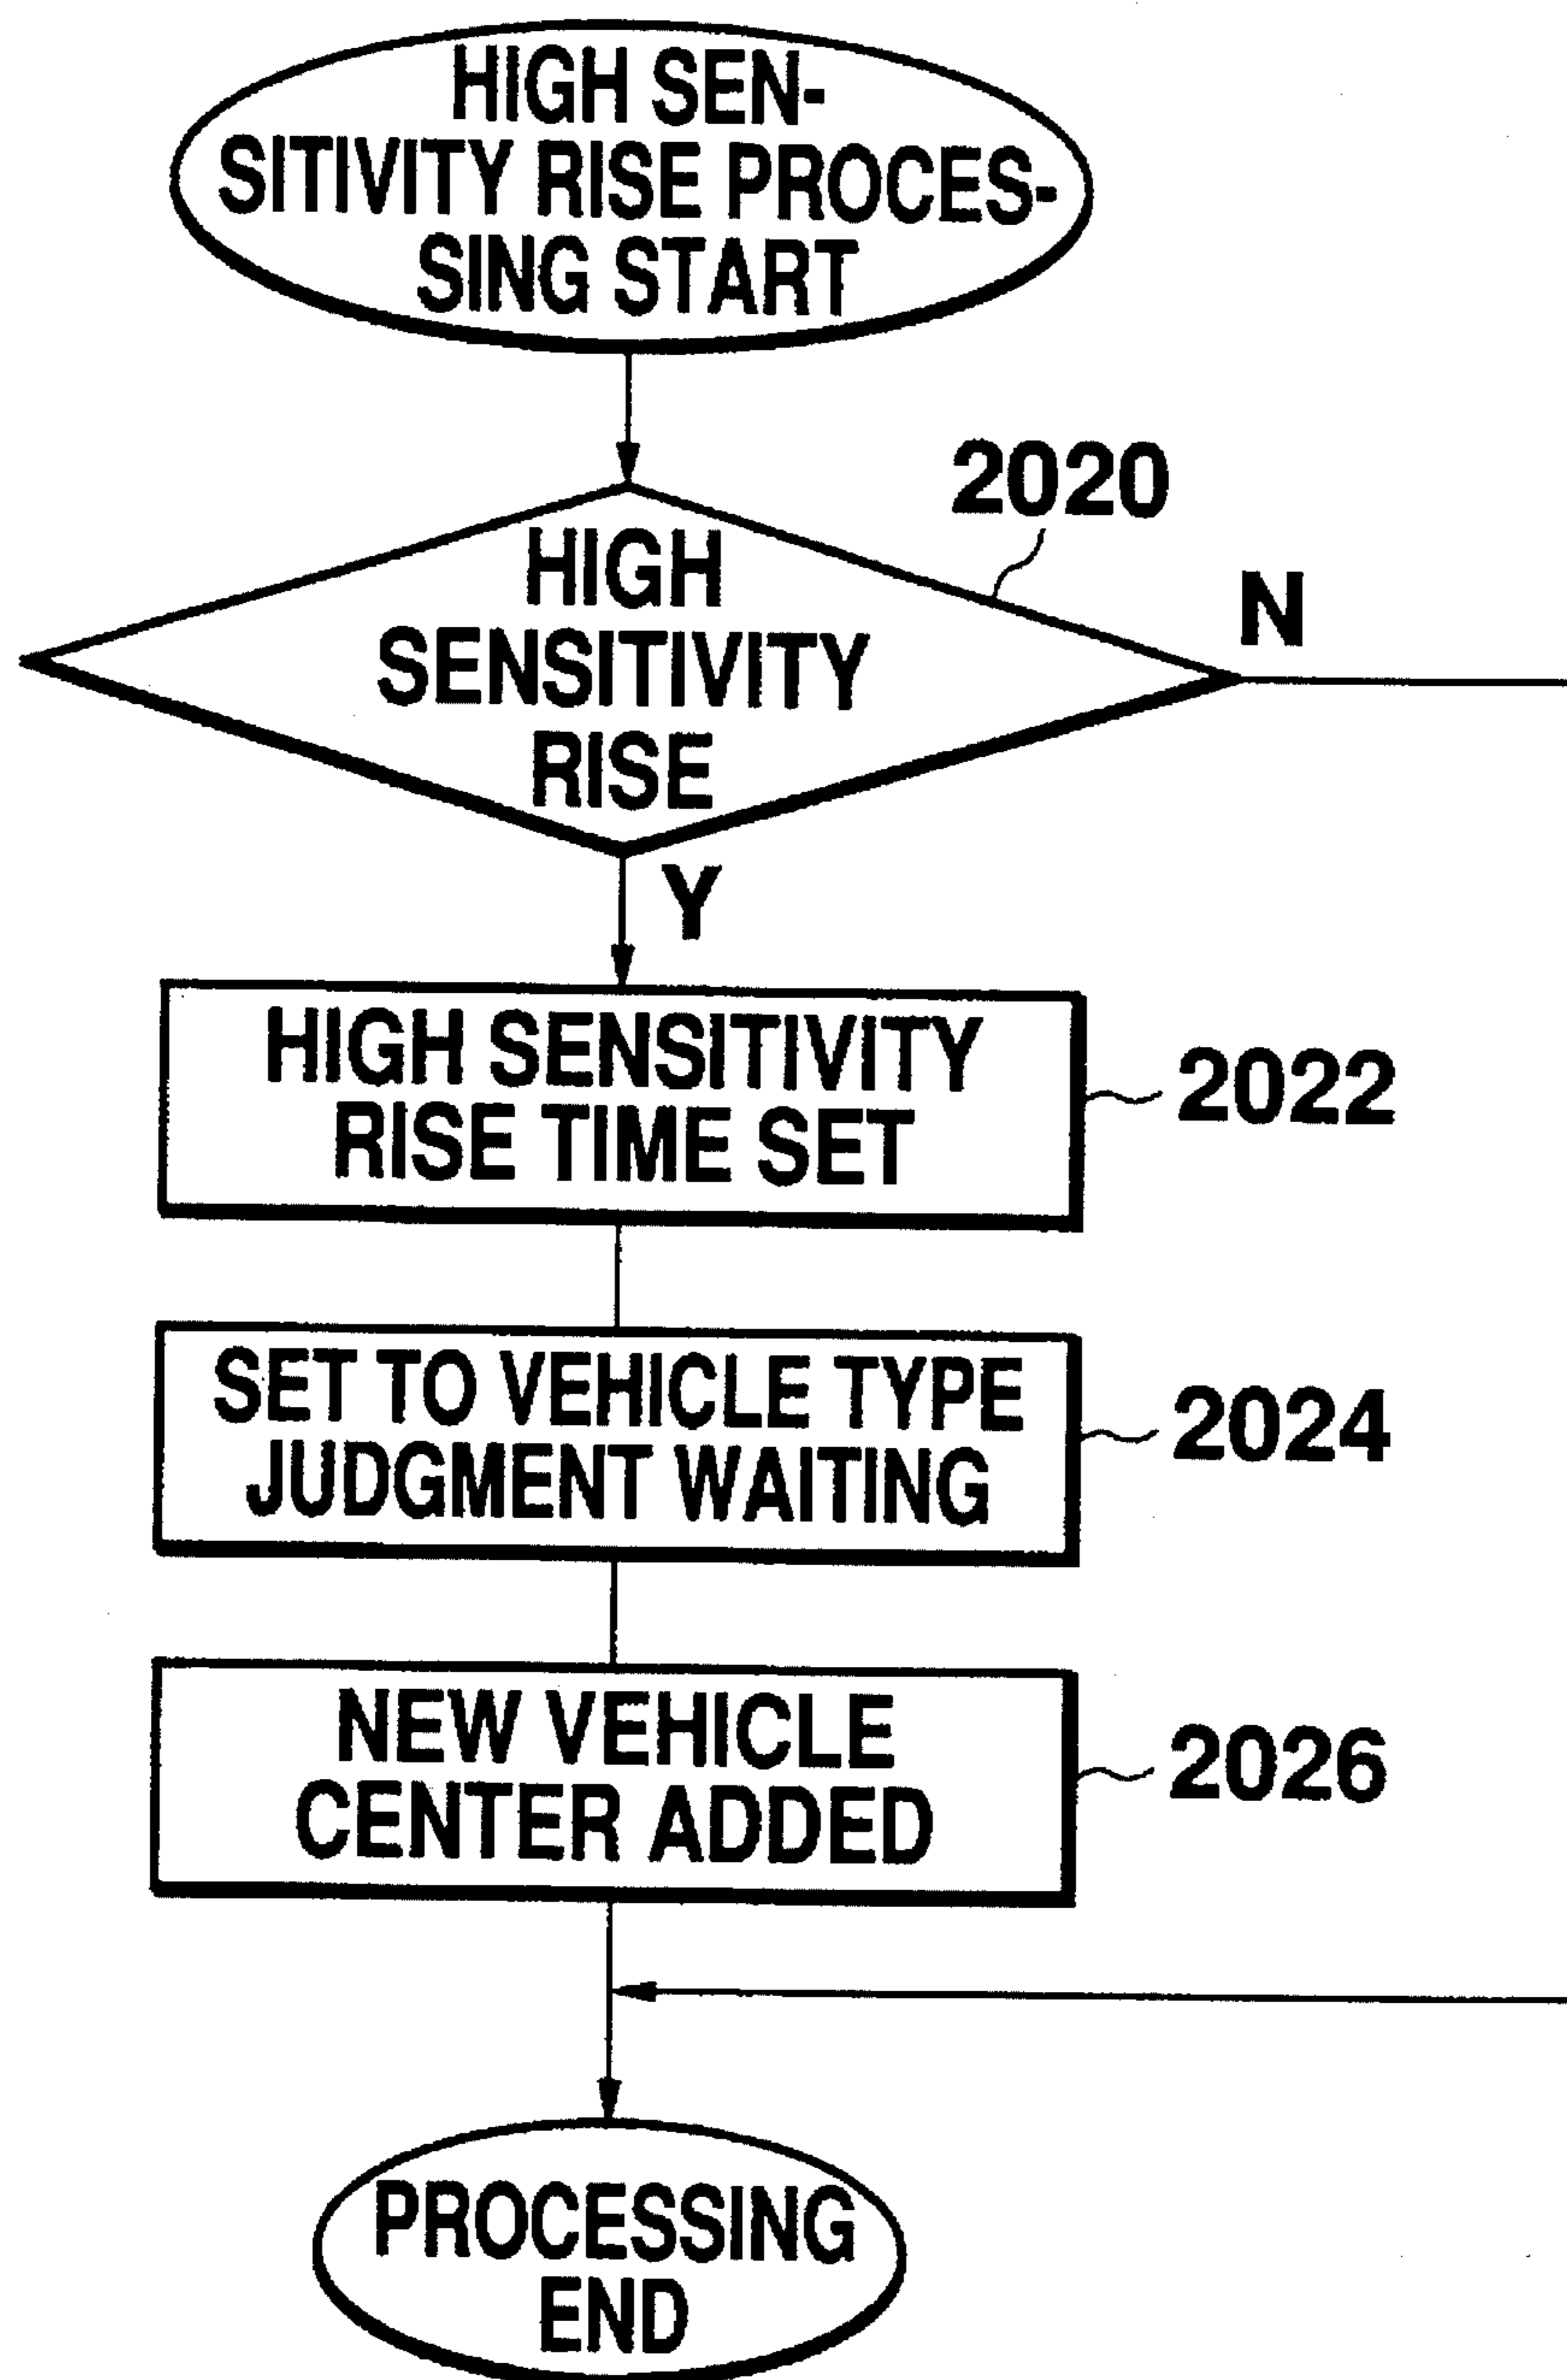 HIGH SEN-
SITIVITY RISE PROCES-
SING START
2020
HIGH
SENSITIVITY
RISE
N
Y
HIGH SENSITIVITY
RISE TIME SET
2022
SET TO VEHICLE TYPE
JUDGMENT WAITING
2024
NEW VEHICLE
CENTER ADDED
2026
PROCESSING
END